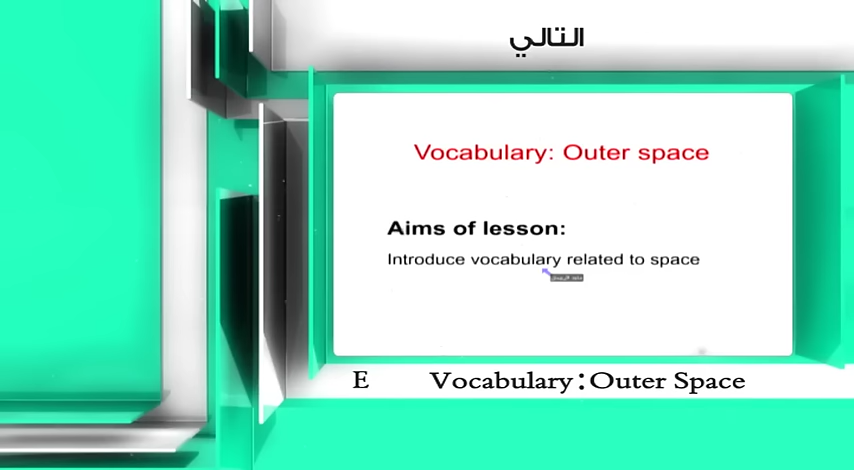 التالي
Vocabulary: Outer space
Aims of lesson:
Introduce vocabulary related to space
E Vocabulary:Outer Space